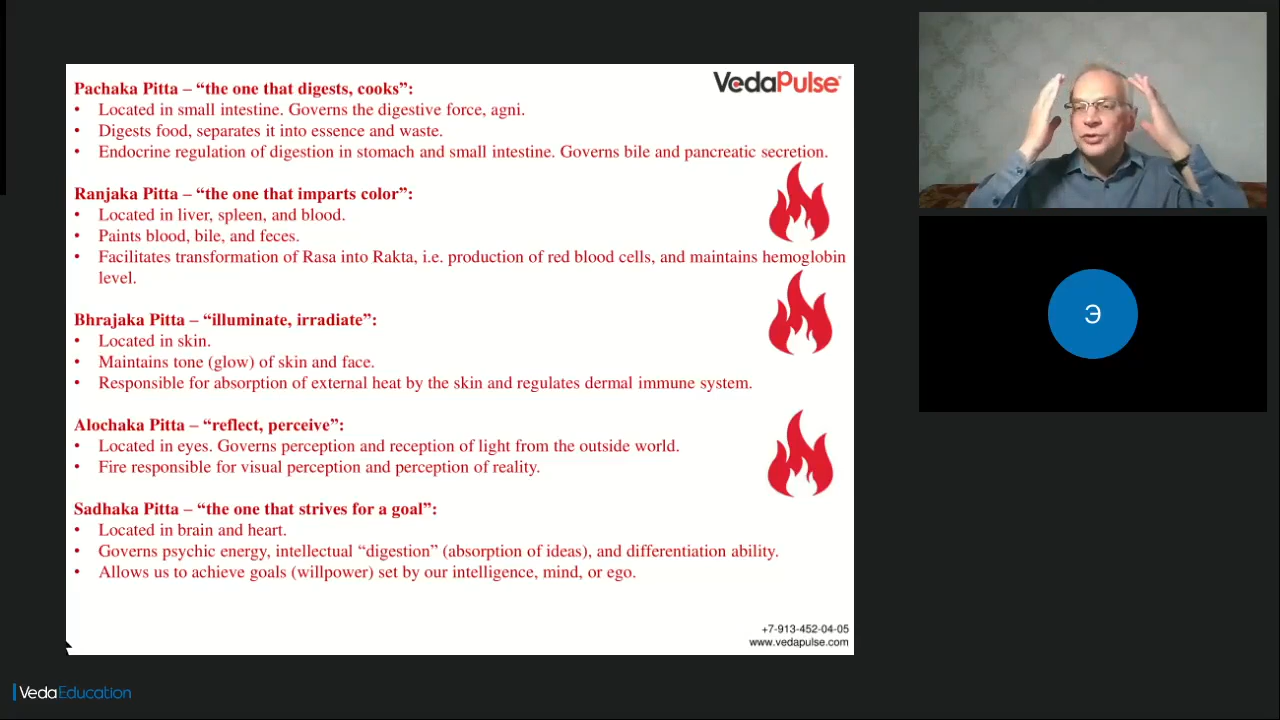 VedaPulse
Pachaka Pitta – “the one that digests, cooks”:
• Located in small intestine. Governs the digestive force, agni.
• Digests food, separates it into essence and waste.
• Endocrine regulation of digestion in stomach and small intestine. Governs bile and pancreatic secretion.
Ranjaka Pitta – “the one that imparts color”:
• Located in liver, spleen, and blood.
• Paints blood, bile, and feces.
• Facilitates transformation of Rasa into Rakta, i.e. production of red blood cells, and maintains hemoglobin
level.
Bhrajaka Pitta – “illuminate, irradiate”:
• Located in skin.
• Maintains tone (glow) of skin and face.
• Responsible for absorption of external heat by the skin and regulates dermal immune system.
Alochaka Pitta – “reflect, perceive”:
• Located in eyes. Governs perception and reception of light from the outside world.
• Fire responsible for visual perception and perception of reality.
Sadhaka Pitta – “the one that strives for a goal”:
• Located in brain and heart.
• Governs psychic energy, intellectual “digestion” (absorption of ideas), and differentiation ability.
• Allows us to achieve goals (willpower) set by our intelligence, mind, or ego.
+7-913-452-04-05
www.vedapulse.com
Э
VedaEducation